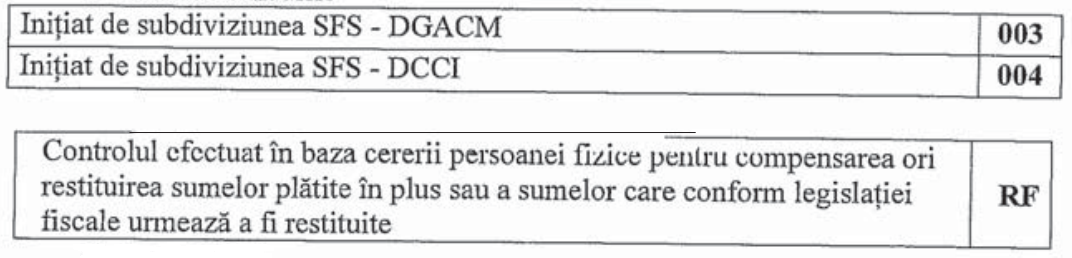 Inițiat de subdiviziunea SFS - DGACM 003
Inițiat de subdiviziunea SFS - DCCI 004
Controlul efectuat în baza cererii persoanei fizice pentru compensarea ori
restituirea sumelor plătite în plus sau a sumelor care conform legislației
fiscale urmează a fi restituite
RF